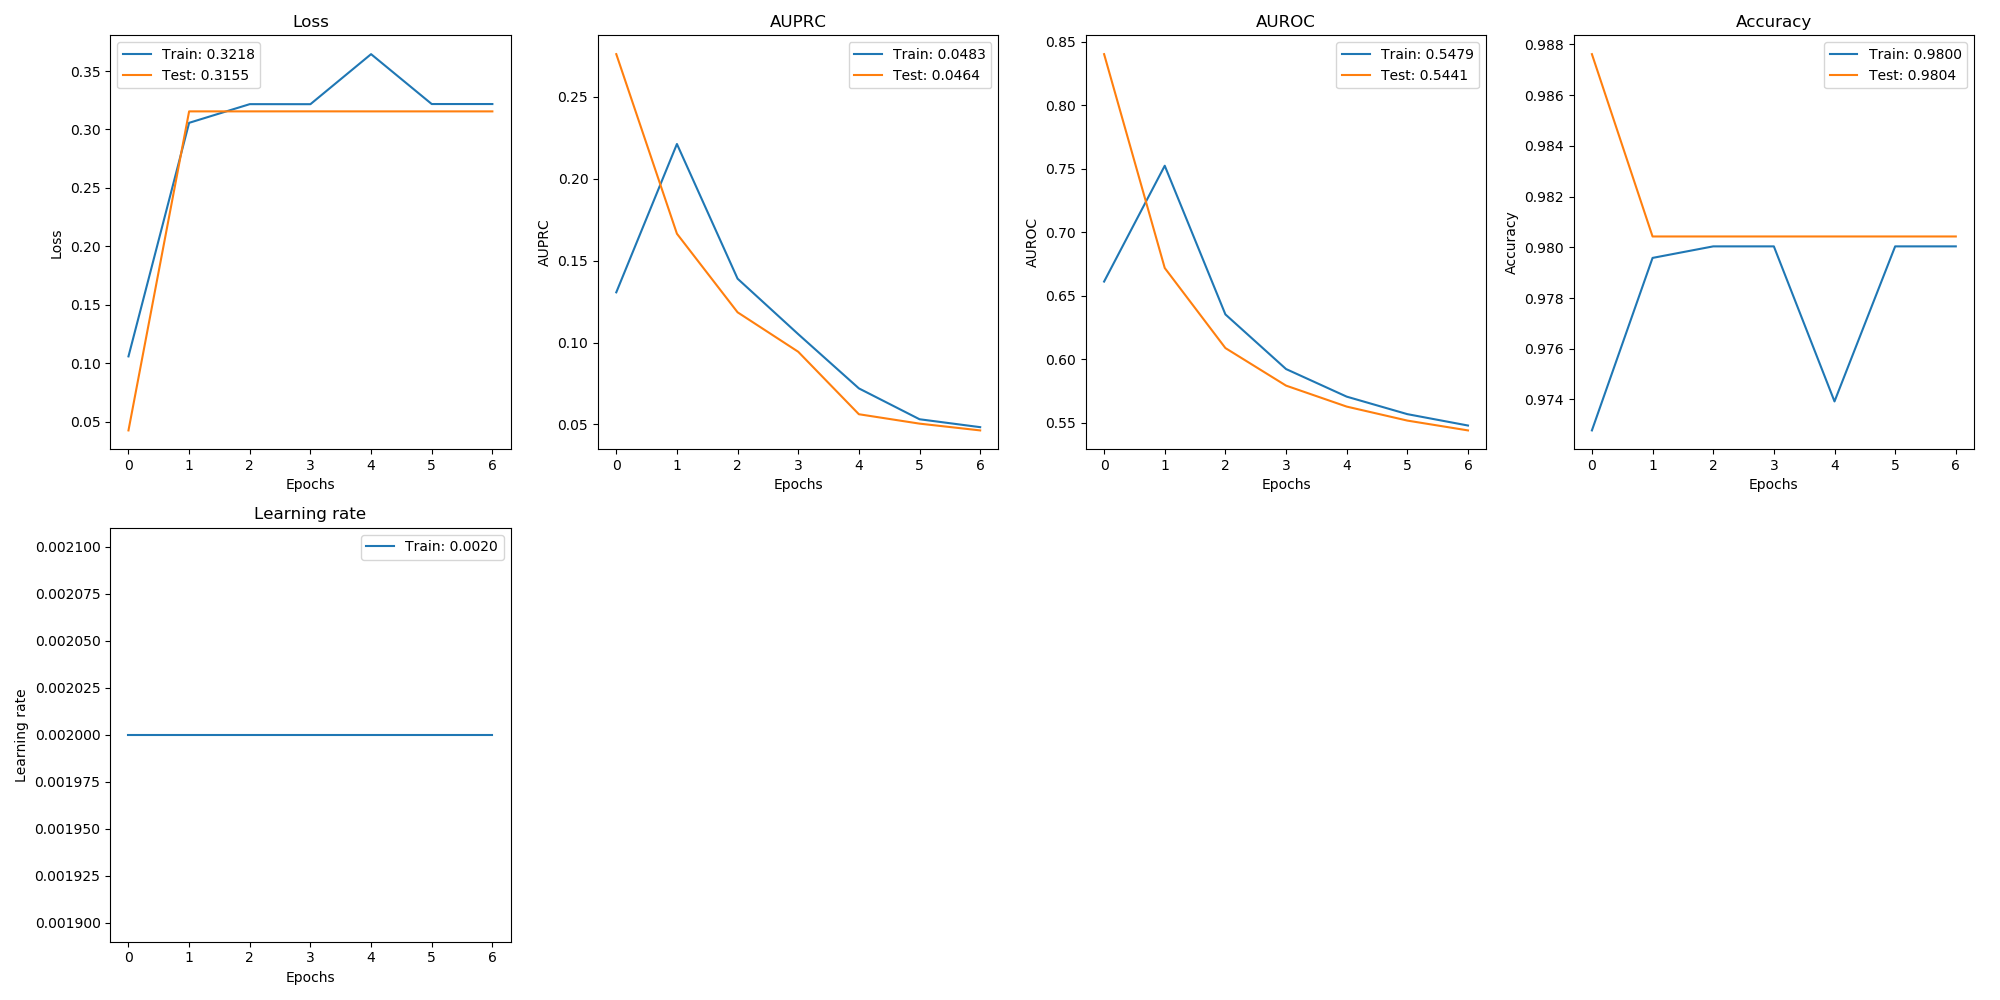 Loss
Train: 0.3218
Test: 0.3155
0.35
0.30
0.25
0.20
0.15
0.10
0.05
Loss
0 1 2 3 4 5 6
Epochs
AUPRC
Train: 0.0483
Test: 0.0464
0.25
0.20
0.15
0.10
0.05
AUPRC
0 1 2 3 4 5 6
Epochs
AUROC
Train: 0.5479
Test: 0.5441
0.85
0.80
0.75
0.70
0.65
0.60
0.55
AUROC
0 1 2 3 4 5 6
Epochs
Accuracy
Train: 0.9800
Test: 0.9804
0.988
0.986
0.984
0.982
0.980
0.978
0.976
0.974
Accuracy
0 1 2 3 4 5 6
Epochs
Learning rate
Train: 0.0020
0.002100
0.002075
0.002050
0.002025
0.002000
0.001975
0.001950
0.001925
0.001900
Learning rate
0 1 2 3 4 5 6
Epochs